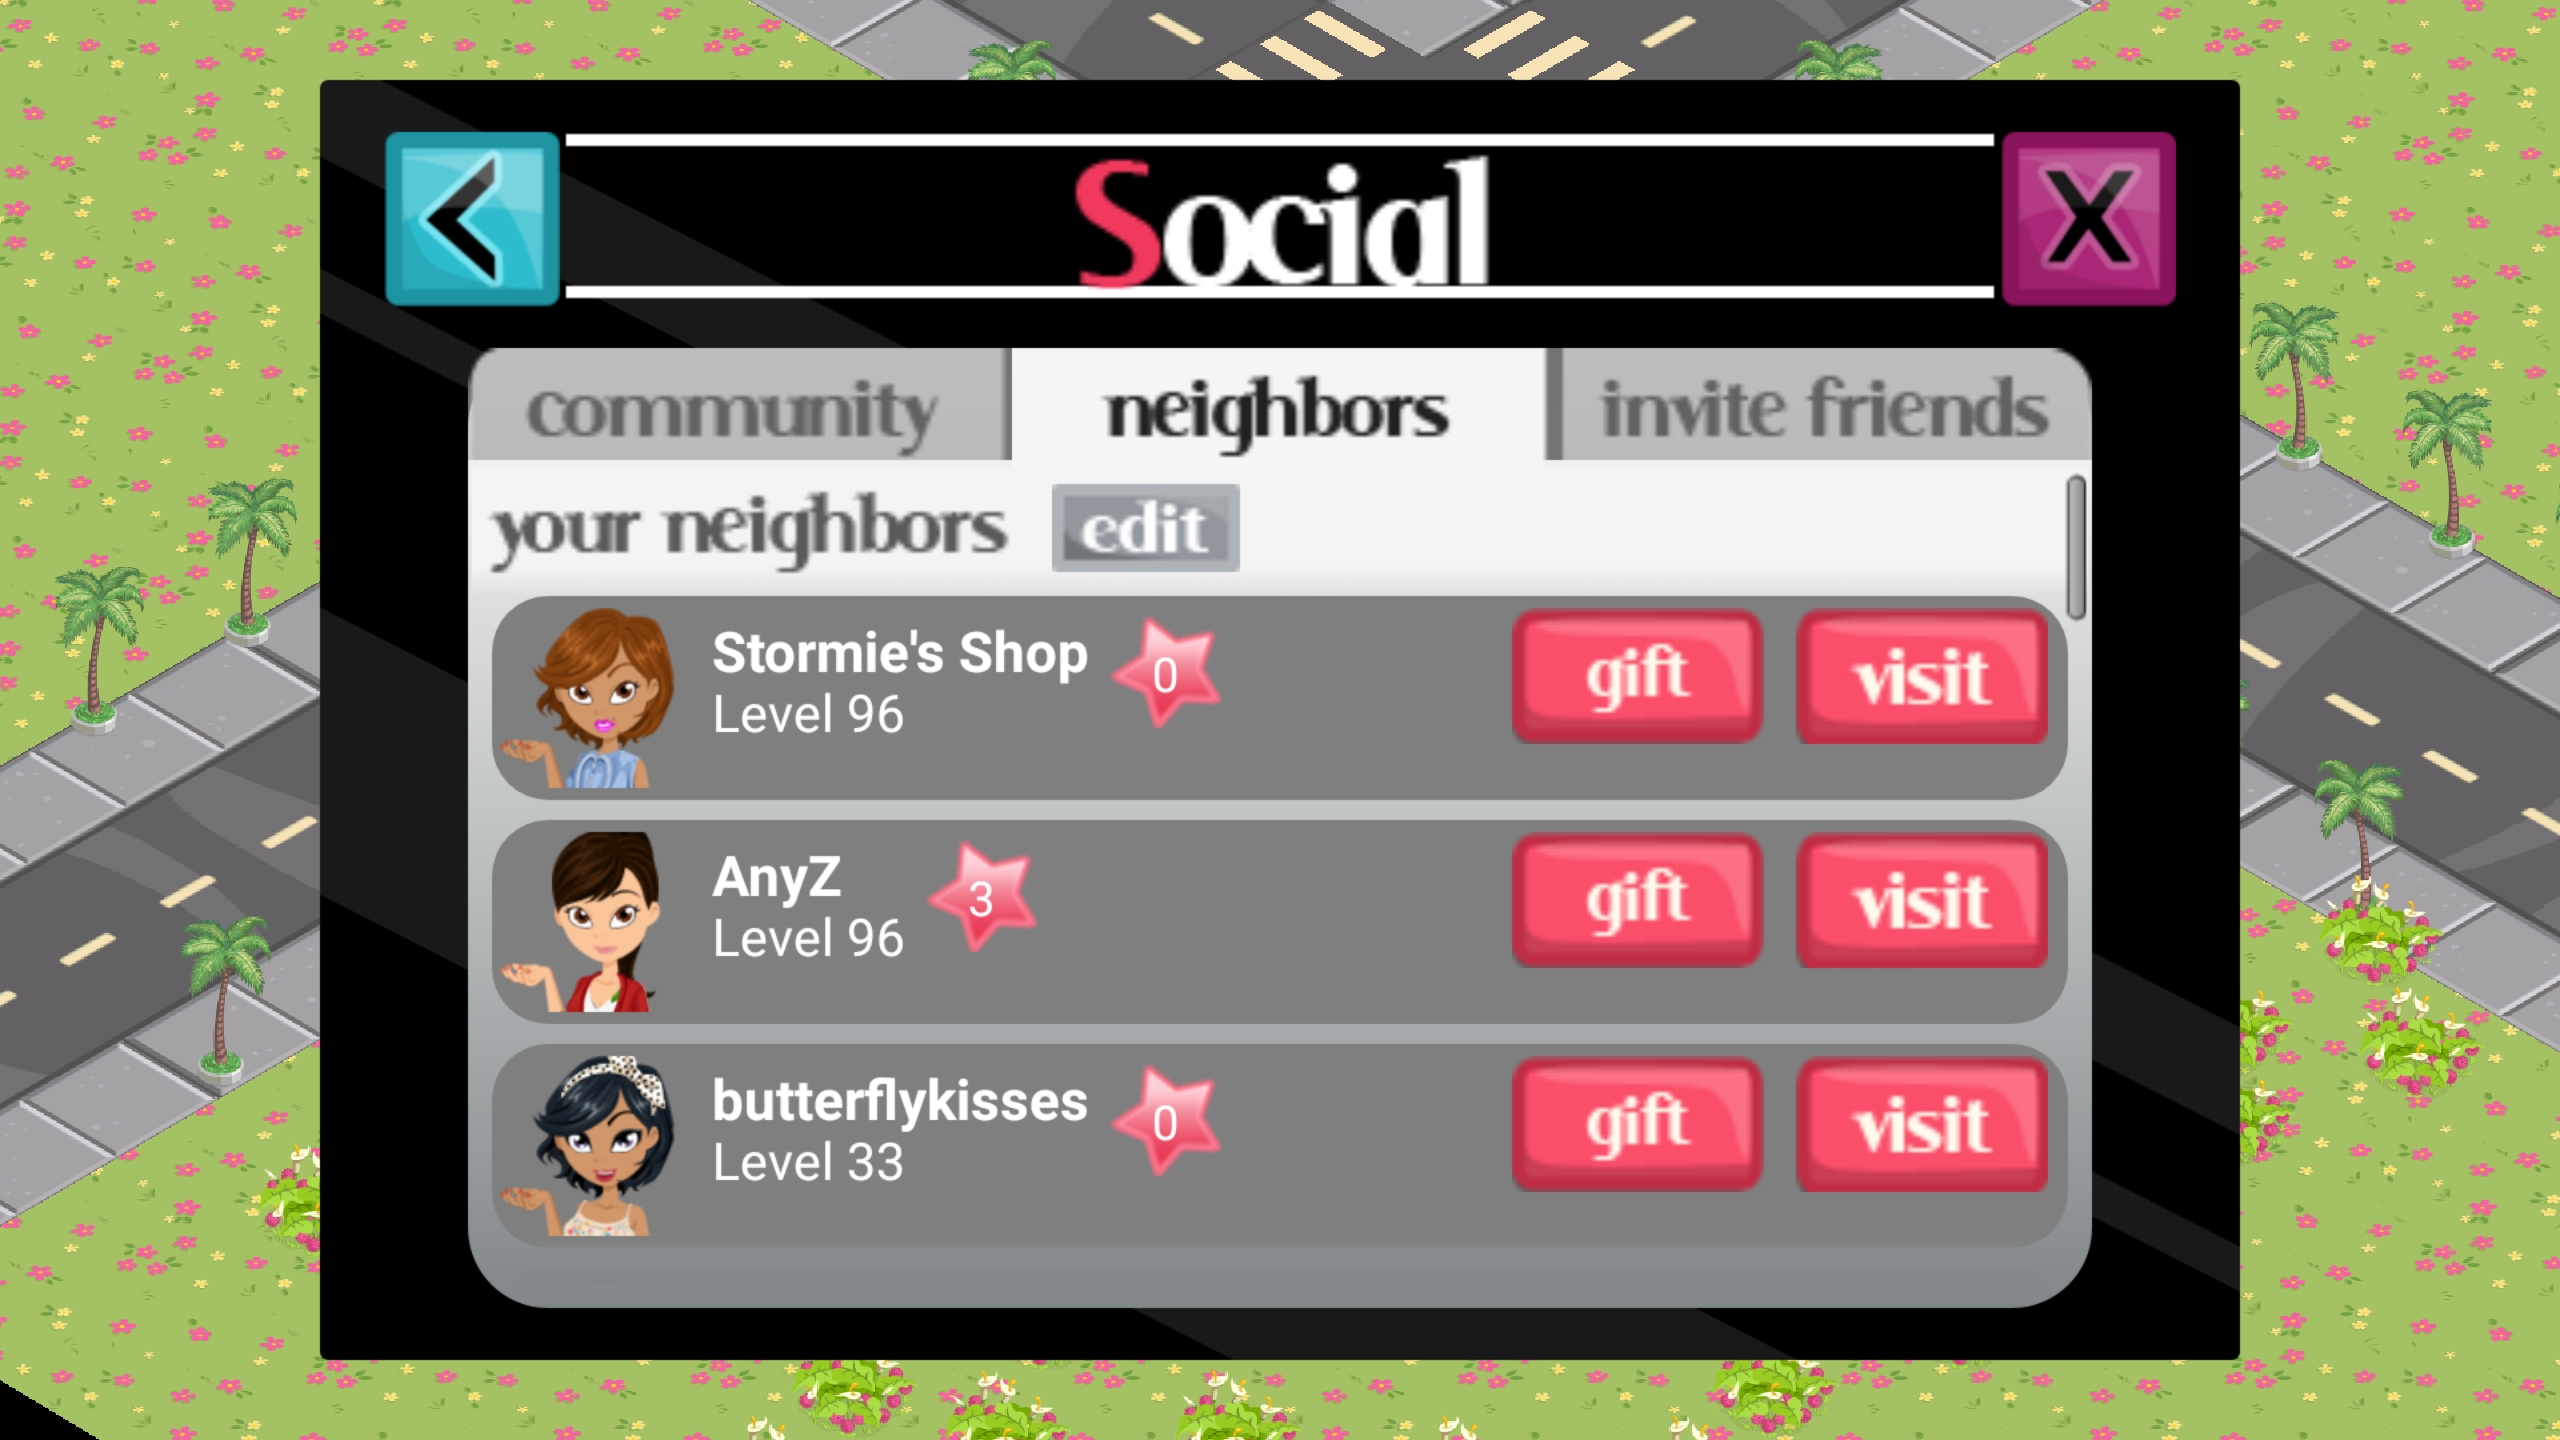 Social
community
neighbors
invite friends
your neighbors
edit
Stormie's Shop
0
Level 96
gift
visit
AnyZ
3
Level 96
gift
visit
butterflykisses
0
Level 33
gift
visit